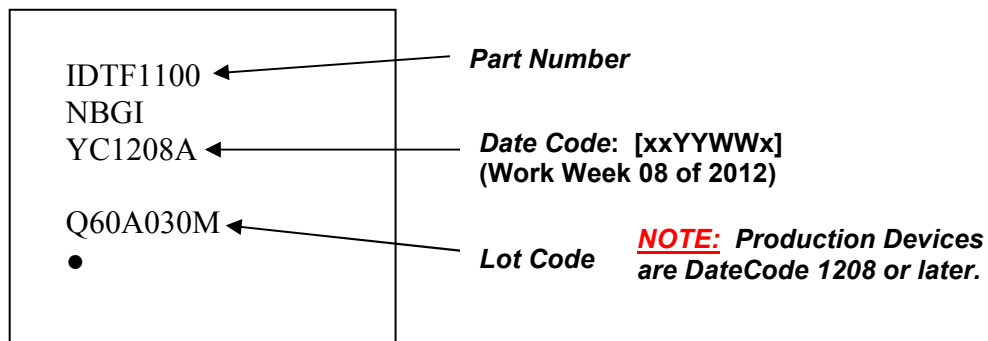 IDTF1100
NBGI
YC1208A
Q60A030M
●
Part Number
Date Code: [xxYYWWx]
(Work Week 08 of 2012)
Lot Code
NOTE: Production Devices
are DateCode 1208 or later.